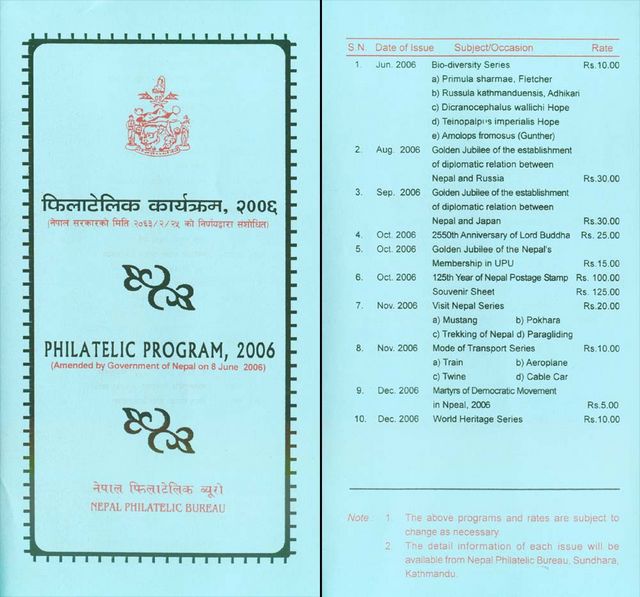 फिलाटेलिक कार्यक्रम, २००६
(नेपाल सरकारको मिति २०६३/२/२५ को निर्णयद्वारा संशोधित)
PHILATELIC PROGRAM, 2006
(Amended by Government of Nepal on 8 June 2006)
नेपाल फिलाटेलिक ब्यूरो
NEPAL PHILATELIC BUREAU
S.N. Date of Issue Subject/Occasion Rate
1. Jun. 2006 Bio-diversity Series Rs.10.00
a) Primula sharmae, Fletcher
b) Russula kathmanduensis, Adhikari
c) Dicranocephalus wallichi Hope
d) Teinopalpus imperialis Hope
e) Amolops fromosus (Gunther)
2. Aug. 2006 Golden Jubilee of the establishment
of diplomatic relation between
Nepal and Russia Rs.30.00
3. Sep. 2006 Golden Jubilee of the establishment
of diplomatic relation between
Nepal and Japan Rs.30.00
4. Oct. 2006 2550th Anniversary of Lord Buddha Rs. 25.00
5. Oct. 2006 Golden Jubilee of the Nepal's
Membership in UPU Rs.15.00
6. Oct. 2006 125th Year of Nepal Postage Stamp Rs. 100.00
Souvenir Sheet Rs. 125.00
7. Nov. 2006 Visit Nepal Series Rs.20.00
a) Mustang b) Pokhara
c) Trekking of Nepal d) Paragliding
8. Nov. 2006 Mode of Transport Series Rs.10.00
a) Train b) Aeroplane
c) Twine d) Cable Car
9. Dec. 2006 Martyrs of Democratic Movement
in Npeal, 2006 Rs.5.00
10. Dec. 2006 World Heritage Series Rs.10.00
Note : 1. The above programs and rates are subject to
change as necessary.
2. The detail information of each issue will be
available from Nepal Philatelic Bureau, Sundhara,
Kathmandu.